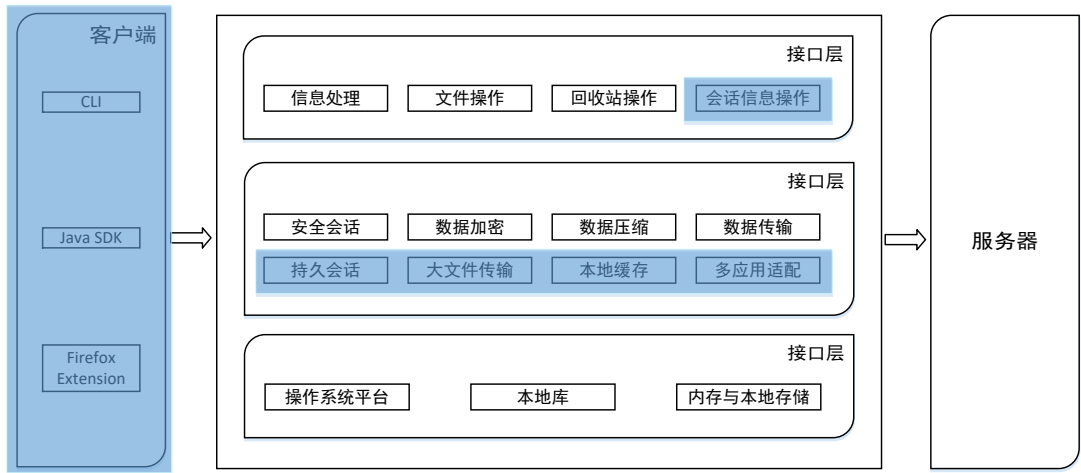 客户端
CLI
Java SDK
Firefox
Extension
接口层
信息处理
文件操作
回收站操作
会话信息操作
接口层
安全会话
数据加密
数据压缩
数据传输
持久会话
大文件传输
本地缓存
多应用适配
接口层
操作系统平台
本地库
内存与本地存储
服务器